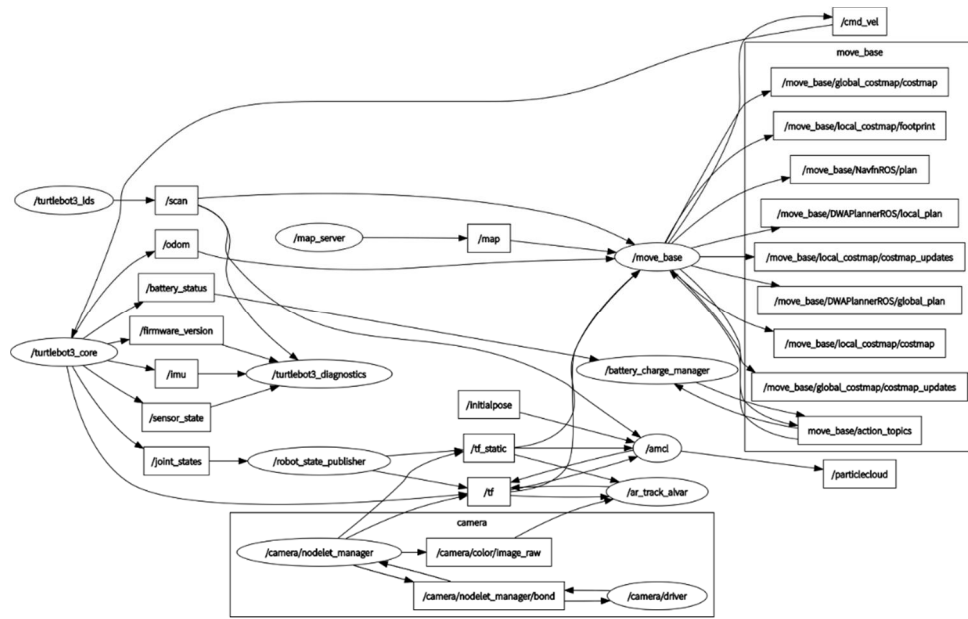 /cmd_vel
move_base
/move_base/global_costmap/costmap
/move_base/local_costmap/footprint
/move_base/NavfnROS/plan
/turtlebot3_lds
/scan
/move_base/DWAPlannerROS/local_plan
/map_server
/map
/odom
/move_base
/move_base/local_costmap/costmap_updates
/battery_status
/move_base/DWAPlannerROS/global_plan
/firmware_version
/move_base/local_costmap/costmap
/turtlebot3_core
/imu
/turtlebot3_diagnostics
/battery_charge_manager
/move_base/global_costmap/costmap_updates
/sensor_state
/initialpose
move_base/action_topics
/joint_states
/robot_state_publisher
/tf_static
/amcl
/particlecloud
/tf
/ar_track_alvar
camera
/camera/nodelet_manager
/camera/color/image_raw
/camera/nodelet_manager/bond
/camera/driver